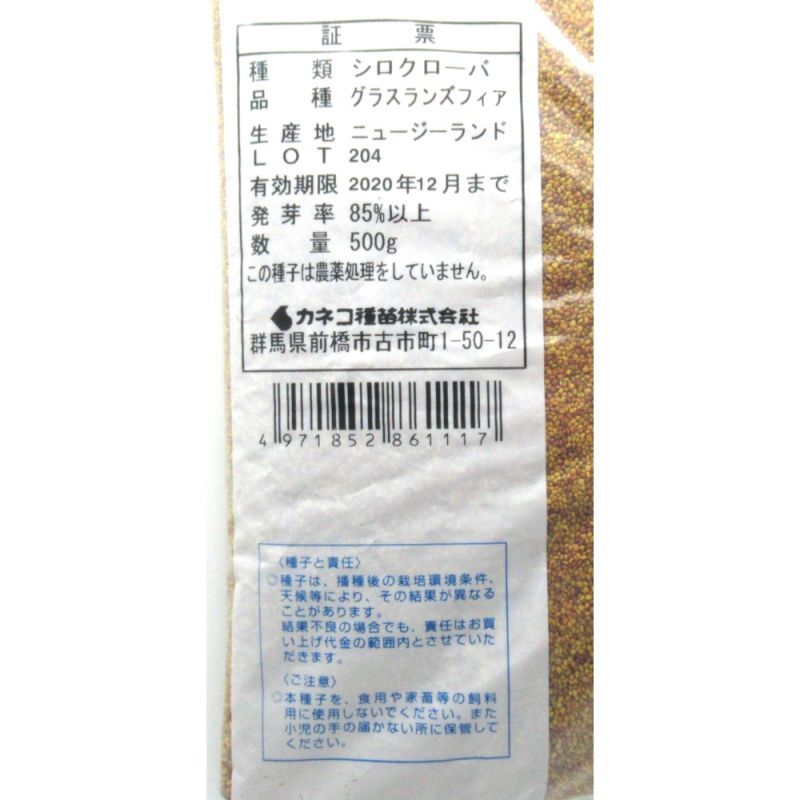 証 票
種 類 シロクローバ
品 種 グラスランズフィア
生産地 ニュージーランド
LOT 204
有効期限 2020年12月まで
発芽率 85%以上
数 量 500g
この種子は農薬処理をしていません。
カネコ種苗株式会社
群馬県前橋市古市町1-50-12
4 971852 861117
〈種子と責任〉
◎種子は、播種後の栽培環境条件、
天候等により、その結果が異なる
ことがあります。
結果不良の場合でも、責任はお買
い上げ代金の範囲内とさせていた
だきます。
〈ご注意〉
◎本種子を、食用や家畜等の飼料
用に使用しないでください。また
小児の手の届かない所に保管して
ください。